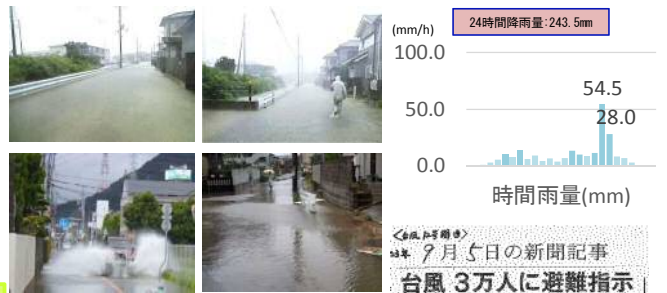 (mm/h)
24時間降雨量:243.5mm
100.0
50.0
0.0
54.5
28.0
時間雨量(mm)
9月5日の新聞記事
台風 3万人に避難指示